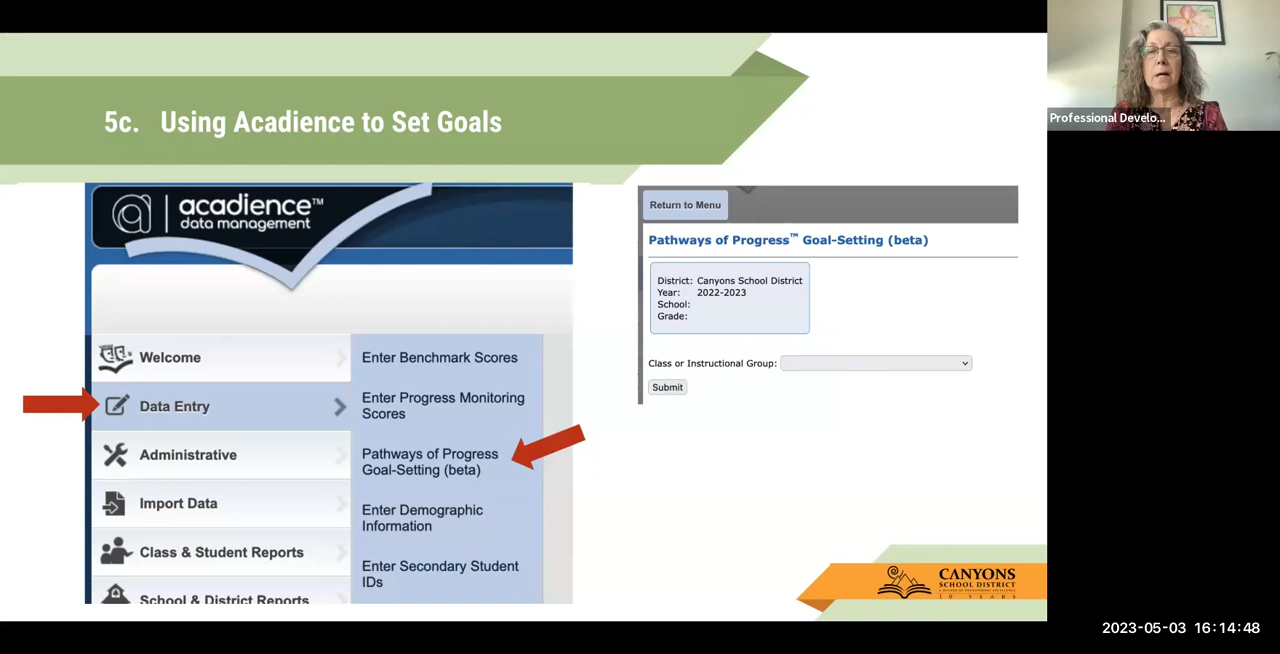 5c. Using Acadience to Set Goals
acadience™
data management
Welcome
Data Entry
Administrative
Import Data
Class & Student Reports
School & District Reports
Enter Benchmark Scores
Enter Progress Monitoring
Scores
Pathways of Progress
Goal-Setting (beta)
Enter Demographic
Information
Enter Secondary Student
IDs
Return to Menu
Pathways of Progress™ Goal-Setting (beta)
District: Canyons School District
Year: 2022-2023
School:
Grade:
Class or Instructional Group:
Submit
Professional Develo...
CANYONS
SCHOOL DISTRICT
10 YEARS
2023-05-03 16:14:48